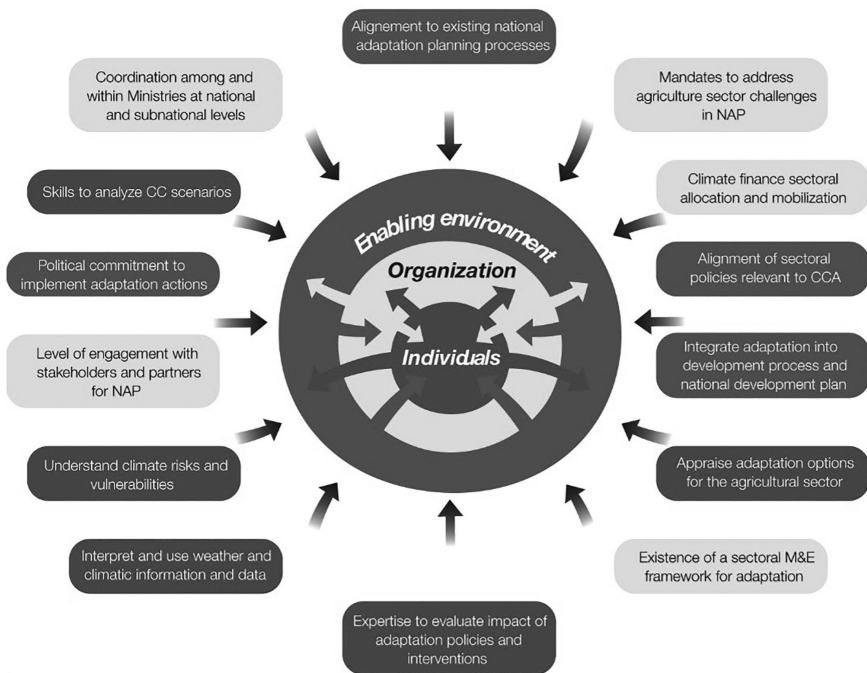 Alignement to existing national
adaptation planning processes
Coordination among and
within Ministries at national
and subnational levels
Mandates to address
agriculture sector challenges
in NAP
Skills to analyze CC scenarios
Climate finance sectoral
allocation and mobilization
Political commitment to
implement adaptation actions
Alignment of sectoral
policies relevant to CCA
Level of engagement with
stakeholders and partners
for NAP
Integrate adaptation into
development process and
national development plan
Understand climate risks and
vulnerabilities
Appraise adaptation options
for the agricultural sector
Interpret and use weather and
climatic information and data
Existence of a sectoral M&E
framework for adaptation
Expertise to evaluate impact of
adaptation policies and
interventions
Enabling environment
Organization
Individuals